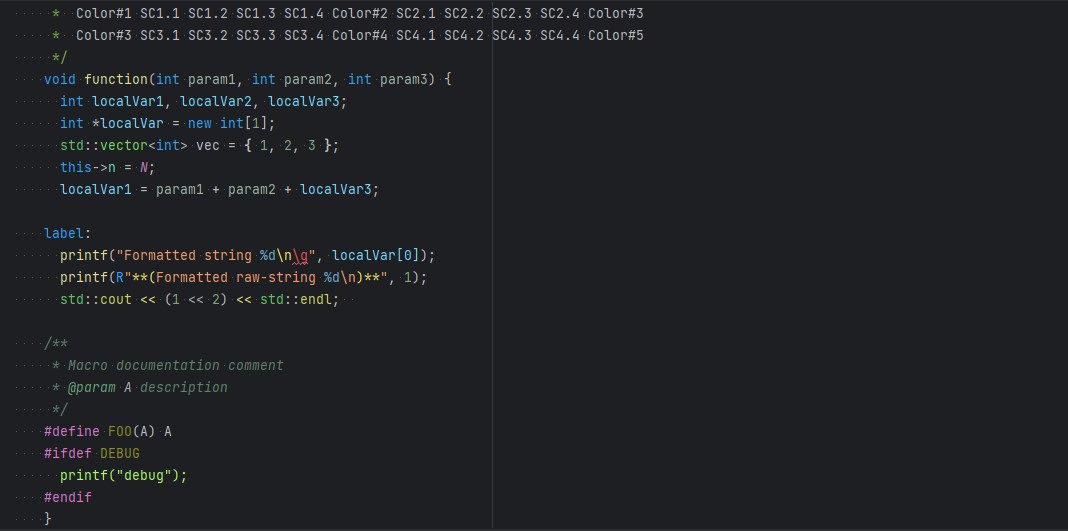 *  Color#1 SC1.1 SC1.2 SC1.3 SC1.4 Color#2 SC2.1 SC2.2 SC2.3 SC2.4 Color#3
     *  Color#3 SC3.1 SC3.2 SC3.3 SC3.4 Color#4 SC4.1 SC4.2 SC4.3 SC4.4 Color#5
     */
    void function(int param1, int param2, int param3) {
      int localVar1, localVar2, localVar3;
      int *localVar = new int[1];
      std::vector<int> vec = { 1, 2, 3 };
      this->n = N;
      localVar1 = param1 + param2 + localVar3;

    label:
      printf("Formatted string %d\n\g", localVar[0]);
      printf(R"**(Formatted raw-string %d\n)**", 1);
      std::cout << (1 << 2) << std::endl;

    /**
     * Macro documentation comment
     * @param A description
     */
    #define FOO(A) A
    #ifdef DEBUG
      printf("debug");
    #endif
    }